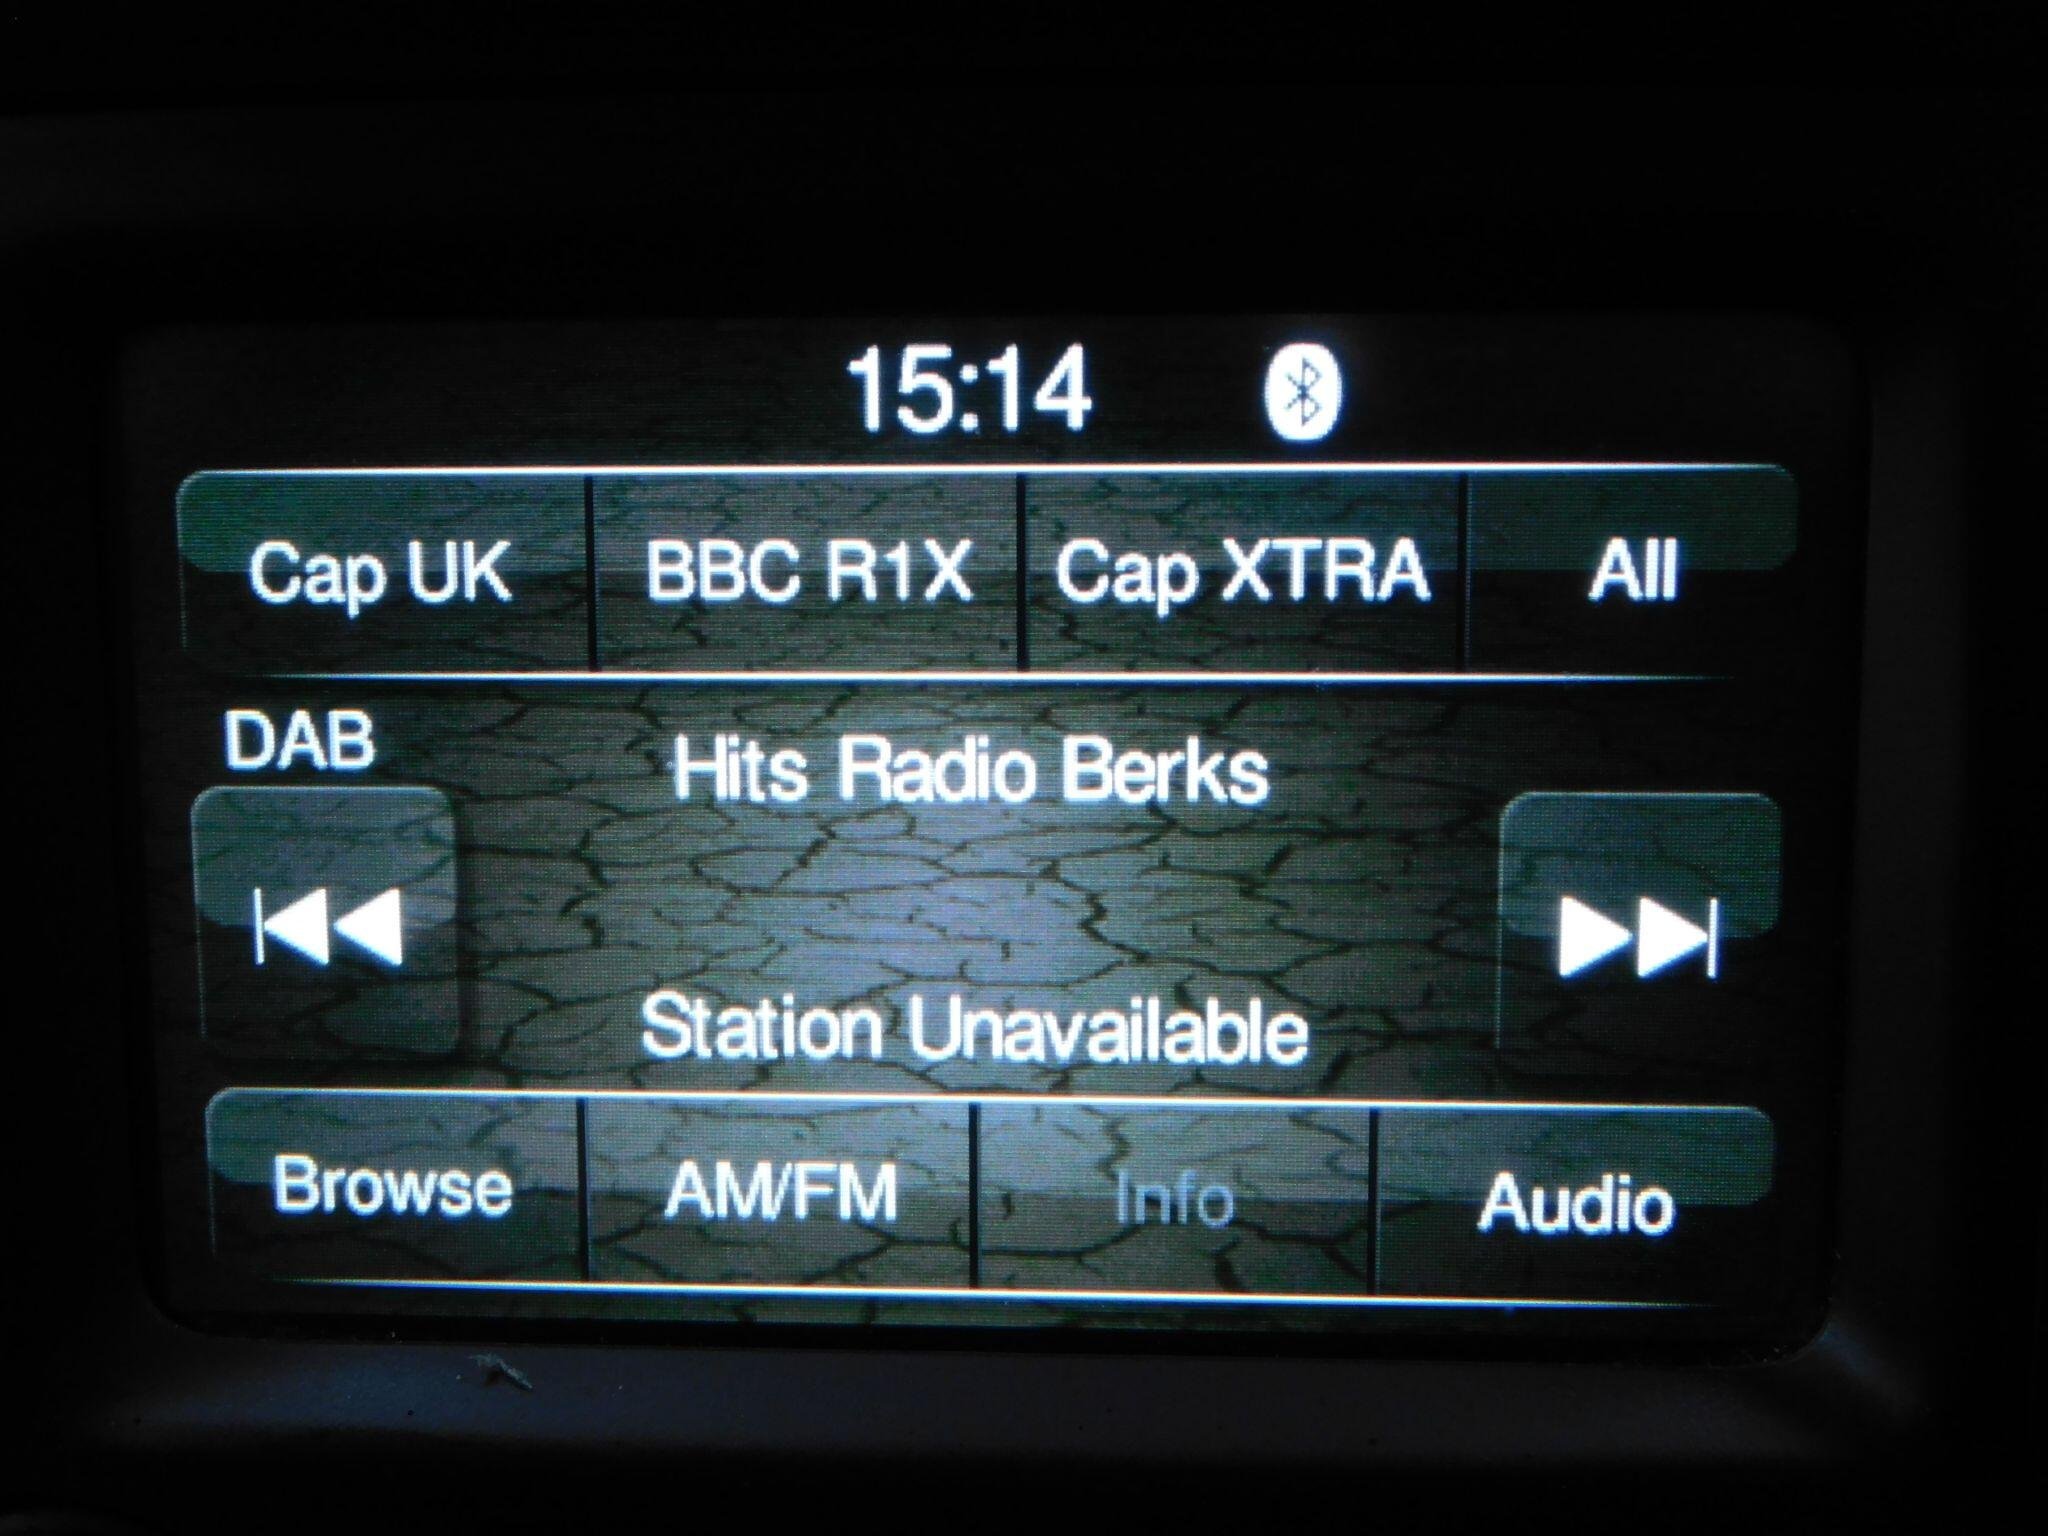 15:14
Cap UK BBC R1X Cap XTRA All
DAB
Hits Radio Berks
Station Unavailable
Browse AM/FM Info Audio